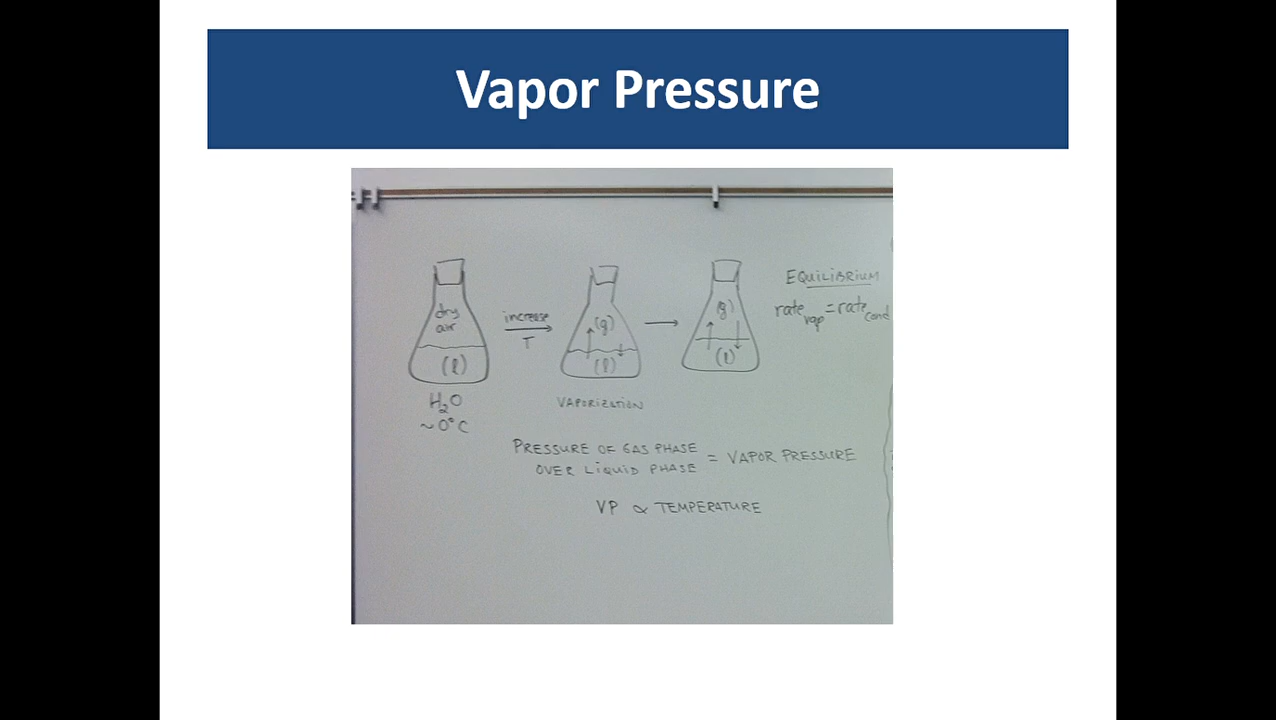 Vapor Pressure
dry
air
(l)
H₂O
~0°C
increase
T
(g)
(l)
VAPORIZATION
(g)
(l)
EQUILIBRIUM
rate vap = rate cond
PRESSURE OF GAS PHASE
OVER LIQUID PHASE = VAPOR PRESSURE
VP ∝ TEMPERATURE